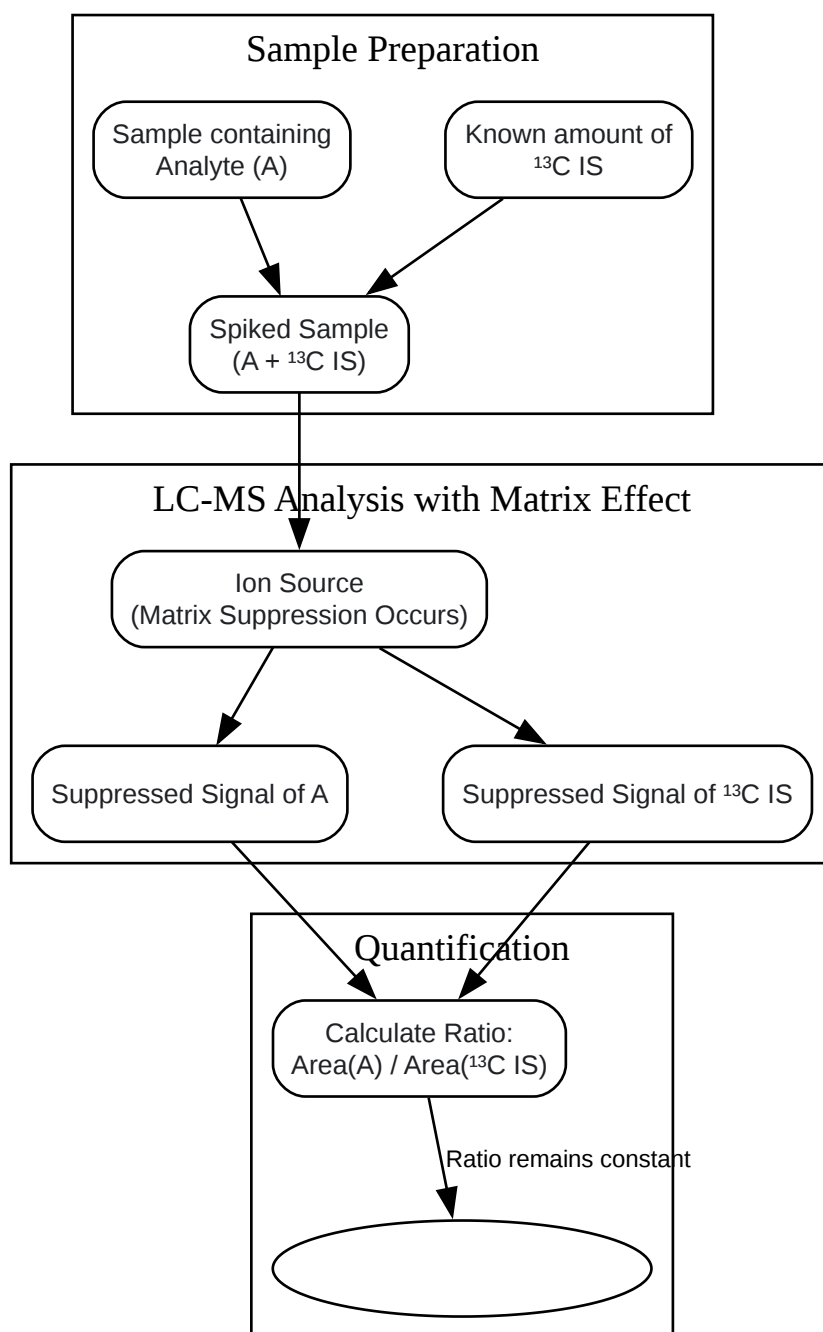 Sample Preparation
Sample containing
Analyte (A)
Known amount of
¹³C IS
Spiked Sample
(A + ¹³C IS)
LC-MS Analysis with Matrix Effect
Ion Source
(Matrix Suppression Occurs)
Suppressed Signal of A
Suppressed Signal of ¹³C IS
Quantification
Calculate Ratio:
Area(A) / Area(¹³C IS)
Ratio remains constant